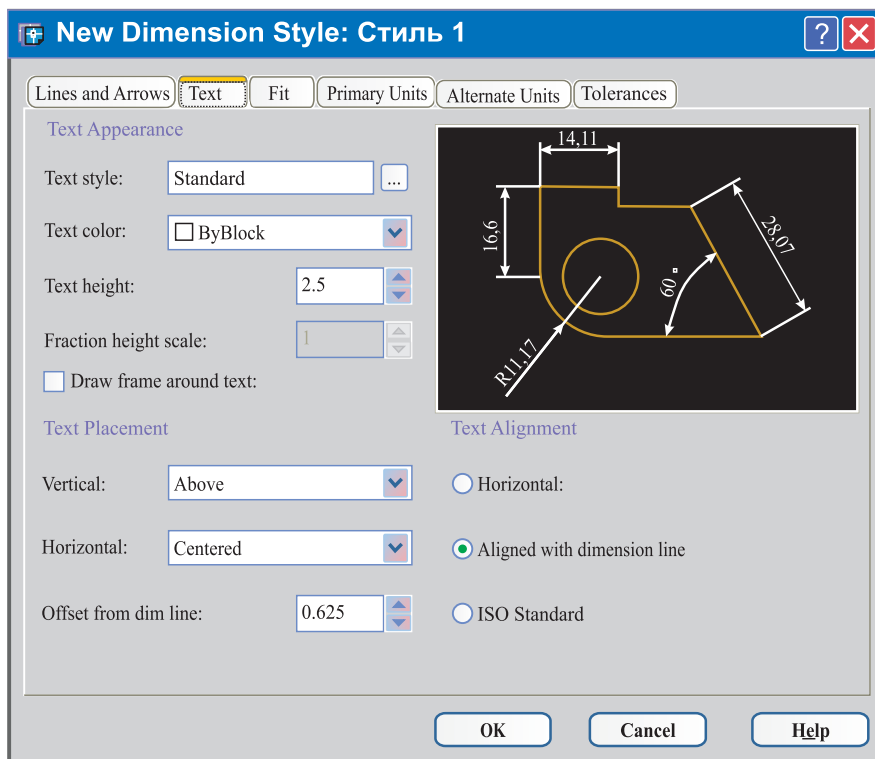 New Dimension Style: Стиль 1
?
Lines and Arrows Text Fit Primary Units Alternate Units Tolerances
Text Appearance
Text style: Standard ...
Text color: ByBlock
Text height: 2.5
Fraction height scale: 1
Draw frame around text:
14,11
16,6
28,07
60°
R11,17
Text Placement
Vertical: Above
Horizontal: Centered
Offset from dim line: 0.625
Text Alignment
Horizontal:
Aligned with dimension line
ISO Standard
OK Cancel Help